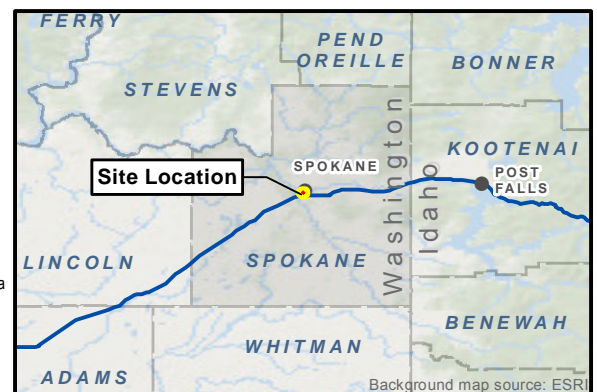 FERRY
PEND
OREILLE
BONNER
STEVENS
KOOTENAI
Washington
Idaho
SPOKANE
Site Location
POST
FALLS
LINCOLN
SPOKANE
a
BENEWAH
WHITMAN
ADAMS
Background map source: ESRI